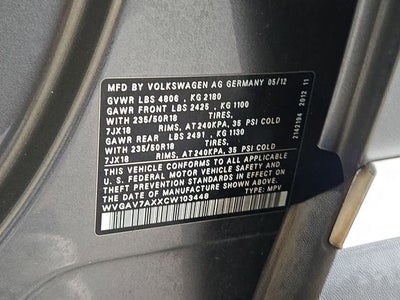 MFD BY VOLKSWAGEN AG GERMANY 05/12
GVWR LBS 4806 , KG 2180
GAWR FRONT LBS 2425 , KG 1100
WITH 235/50R18 TIRES,
7JX18 RIMS, AT 240KPA, 35 PSI COLD
GAWR REAR LBS 2491 , KG 1130
WITH 235/50R18 TIRES,
7JX18 RIMS, AT 240KPA, 35 PSI COLD
THIS VEHICLE CONFORMS TO ALL APPLICABLE
U.S. FEDERAL MOTOR VEHICLE SAFETY AND
THEFT PREVENTION STANDARDS IN EFFECT ON
THE DATE OF MANUFACTURE SHOWN ABOVE.
WVGAV7AXXCW103448 TYPE: MPV
2142194 2012 11